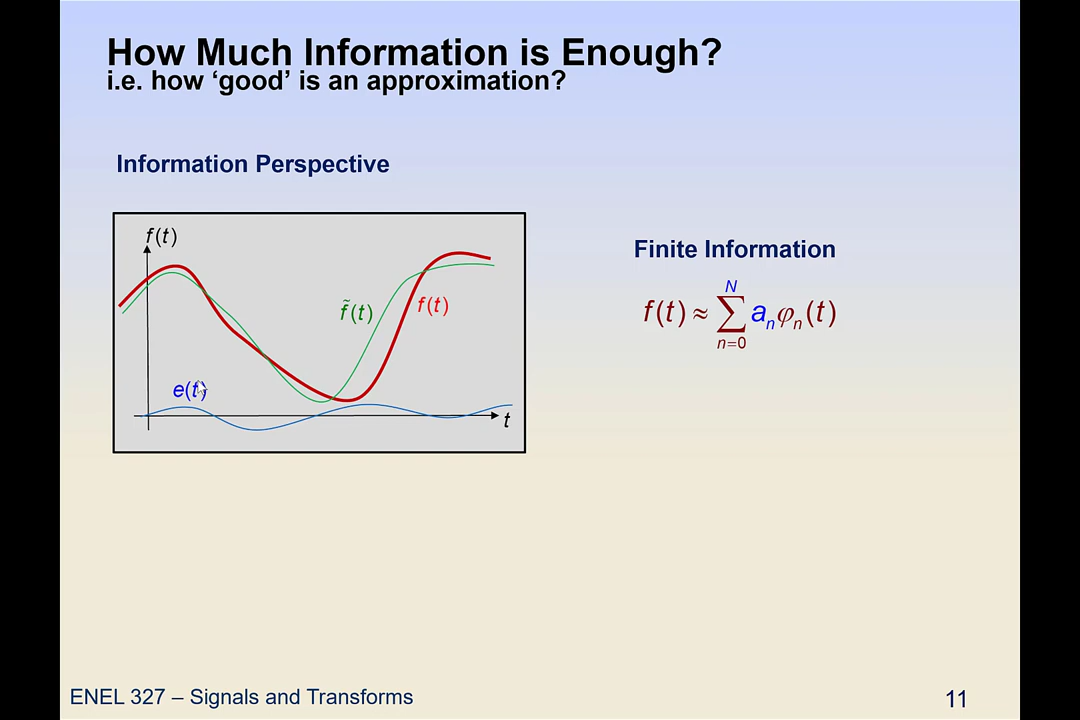 How Much Information is Enough?
i.e. how ‘good’ is an approximation?
Information Perspective
f(t)
f̃(t)
f(t)
e(t)
t
Finite Information
f(t) ≈ ∑ₙ₌₀ᴺ aₙφₙ(t)
ENEL 327 – Signals and Transforms
11